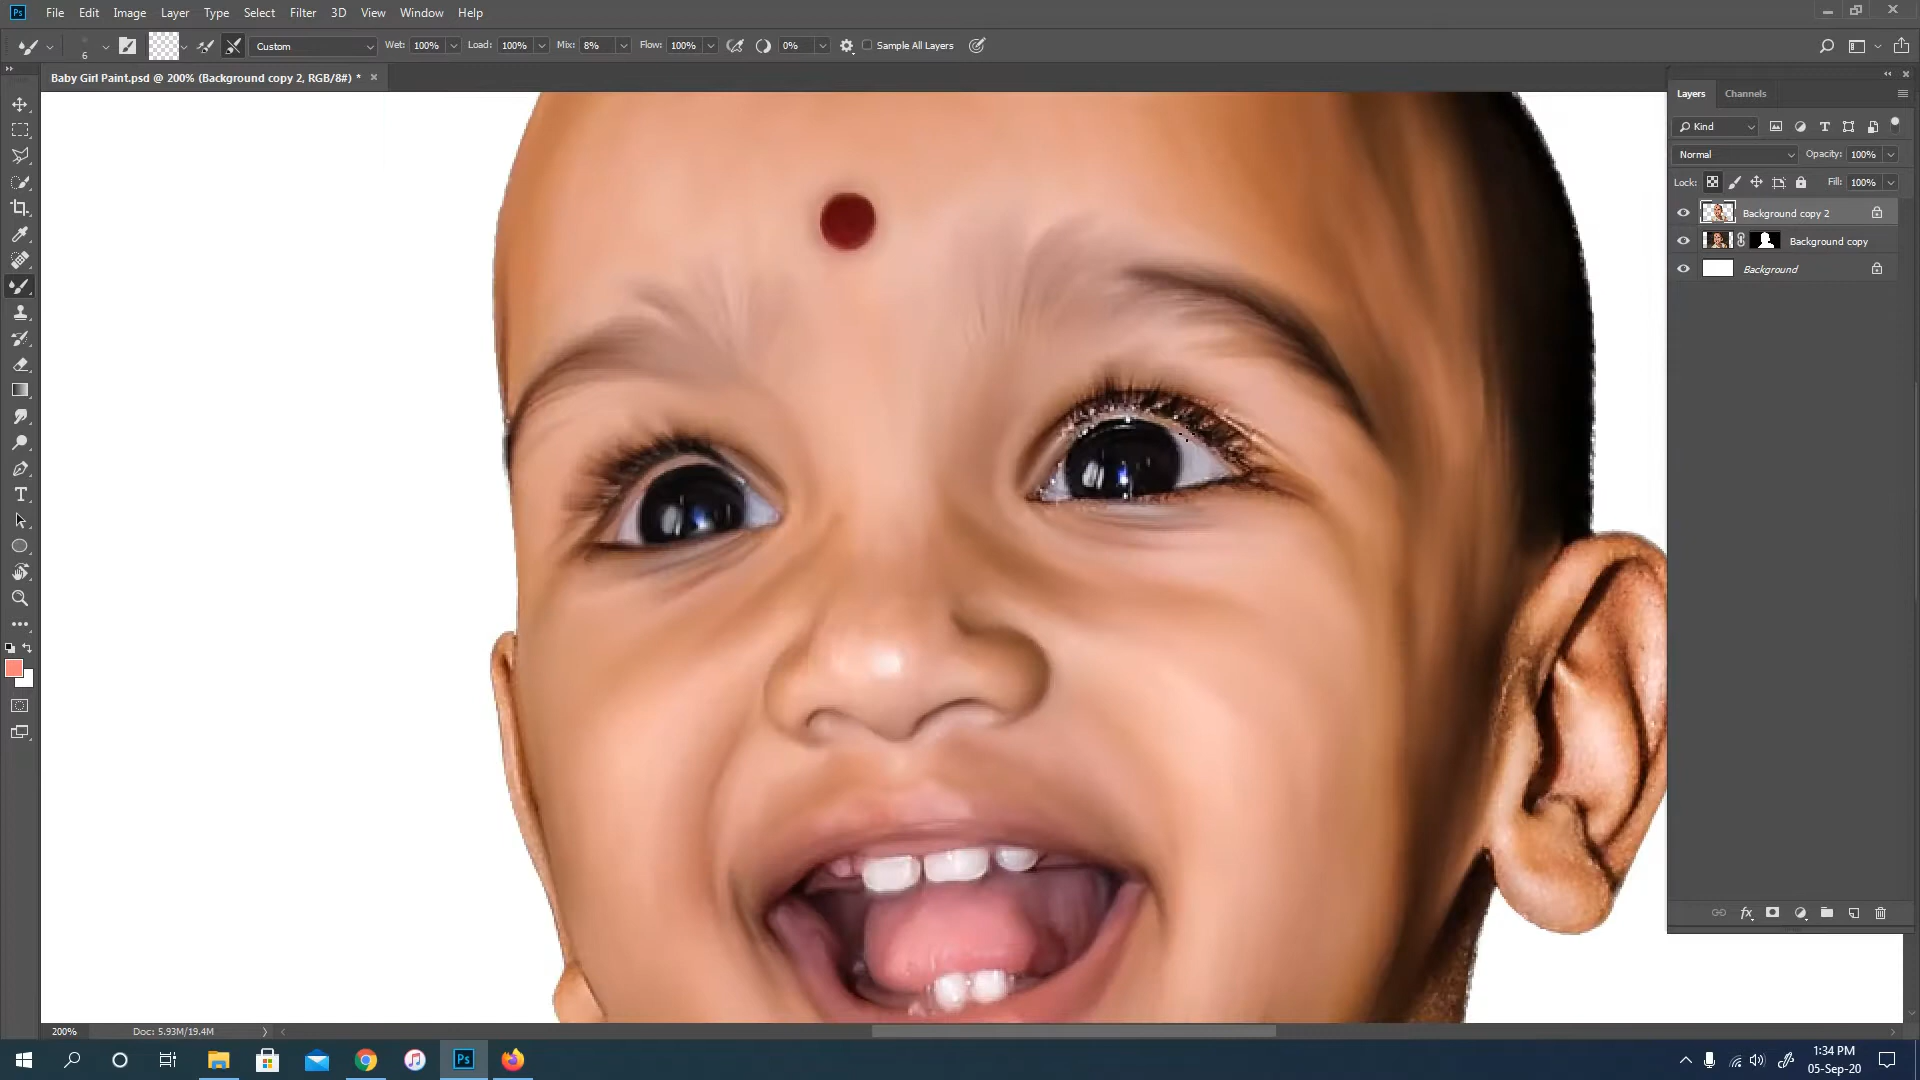 Ps File Edit Image Layer Type Select Filter 3D View Window Help
6 Custom Wet: 100% Load: 100% Mix: 8% Flow: 100% 0% Sample All Layers
Baby Girl Paint.psd @ 200% (Background copy 2, RGB/8#) * ×
Layers Channels
Kind
Normal Opacity: 100%
Lock: Fill: 100%
Background copy 2
Background copy
Background
fx
200% Doc: 5.93M/19.4M
Ps
1:34 PM
05-Sep-20